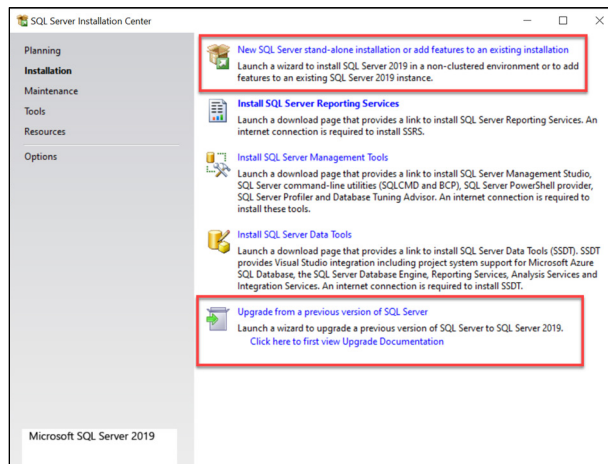 SQL Server Installation Center
Planning
Installation
Maintenance
Tools
Resources
Options
New SQL Server stand-alone installation or add features to an existing installation
Launch a wizard to install SQL Server 2019 in a non-clustered environment or to add
features to an existing SQL Server 2019 instance.
Install SQL Server Reporting Services
Launch a download page that provides a link to install SQL Server Reporting Services. An
internet connection is required to install SSRS.
Install SQL Server Management Tools
Launch a download page that provides a link to install SQL Server Management Studio,
SQL Server command-line utilities (SQLCMD and BCP), SQL Server PowerShell provider,
SQL Server Profiler and Database Tuning Advisor. An internet connection is required to
install these tools.
Install SQL Server Data Tools
Launch a download page that provides a link to install SQL Server Data Tools (SSDT). SSDT
provides Visual Studio integration including project system support for Microsoft Azure
SQL Database, the SQL Server Database Engine, Reporting Services, Analysis Services and
Integration Services. An internet connection is required to install SSDT.
Upgrade from a previous version of SQL Server
Launch a wizard to upgrade a previous version of SQL Server to SQL Server 2019.
Click here to first view Upgrade Documentation
Microsoft SQL Server 2019